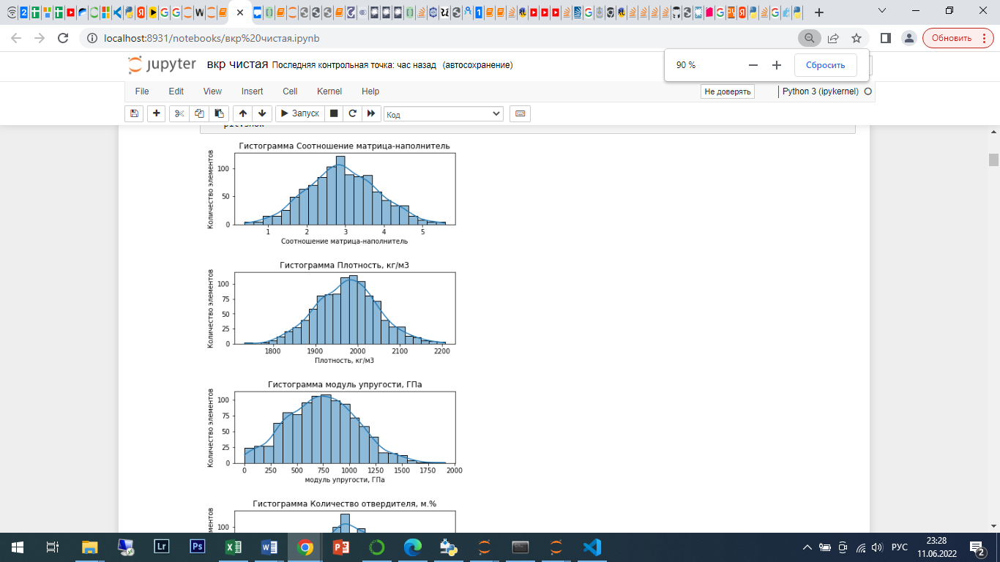 localhost:8931/notebooks/вкр%20чистая.ipynb
Обновить
90 %
Сбросить
jupyter вкр чистая Последняя контрольная точка: час назад (автосохранение)
File Edit View Insert Cell Kernel Help
Не доверять Python 3 (ipykernel)
Запуск Код
Гистограмма Соотношение матрица-наполнитель
Количество элементов
100
50
0
1 2 3 4 5
Соотношение матрица-наполнитель
Гистограмма Плотность, кг/м3
Количество элементов
100
75
50
25
0
1800 1900 2000 2100 2200
Плотность, кг/м3
Гистограмма модуль упругости, ГПа
Количество элементов
100
75
50
25
0
0 250 500 750 1000 1250 1500 1750 2000
модуль упругости, ГПа
Гистограмма Количество отвердителя, м.%
100
Lr Ps
РУС
23:28
11.06.2022
2